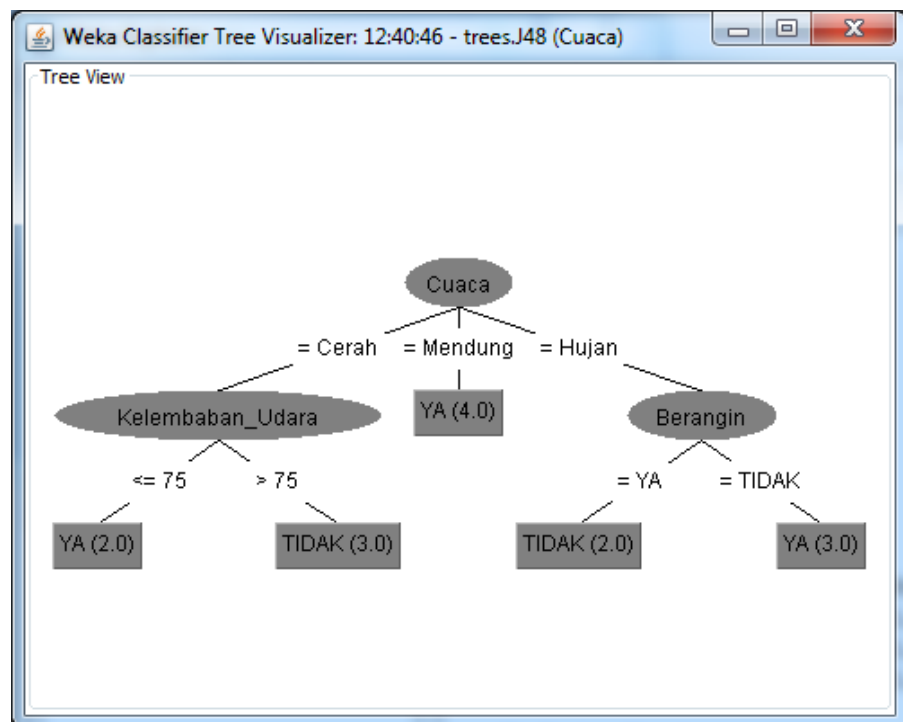 Weka Classifier Tree Visualizer: 12:40:46 - trees.J48 (Cuaca)
Tree View
Cuaca
= Cerah = Mendung = Hujan
Kelembaban_Udara YA (4.0) Berangin
<= 75 > 75 = YA = TIDAK
YA (2.0) TIDAK (3.0) TIDAK (2.0) YA (3.0)